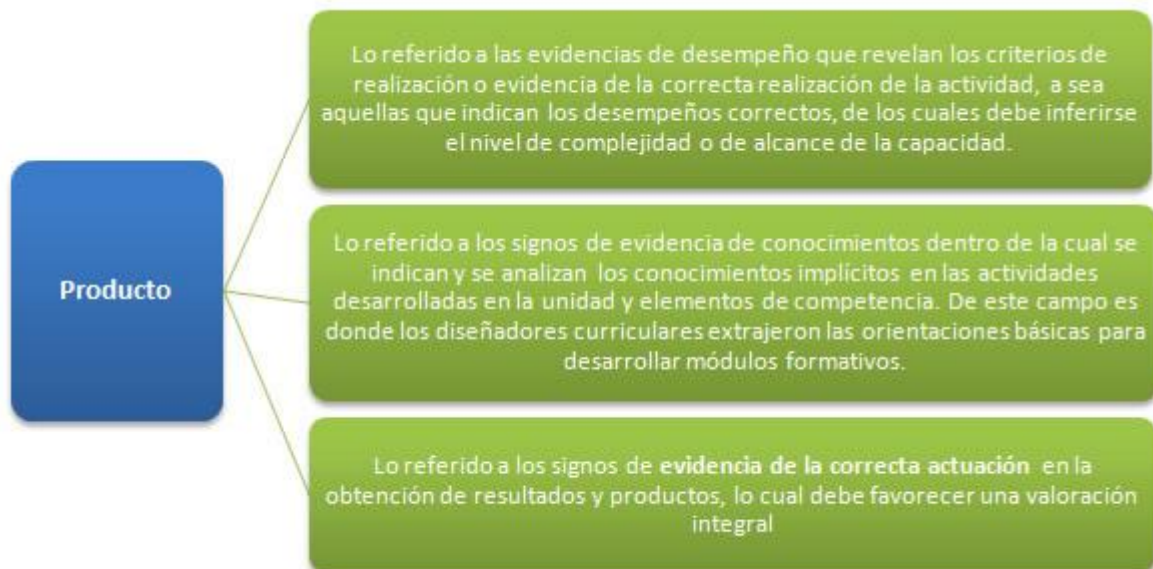 Producto
Lo referido a las evidencias de desempeño que revelan los criterios de
realización o evidencia de la correcta realización de la actividad, a sea
aquellas que indican los desempeños correctos, de los cuales debe inferirse
el nivel de complejidad o de alcance de la capacidad.
Lo referido a los signos de evidencia de conocimientos dentro de la cual se
indican y se analizan los conocimientos implícitos en las actividades
desarrolladas en la unidad y elementos de competencia. De este campo es
donde los diseñadores curriculares extrajeron las orientaciones básicas para
desarrollar módulos formativos.
Lo referido a los signos de evidencia de la correcta actuación en la
obtención de resultados y productos, lo cual debe favorecer una valoración
integral